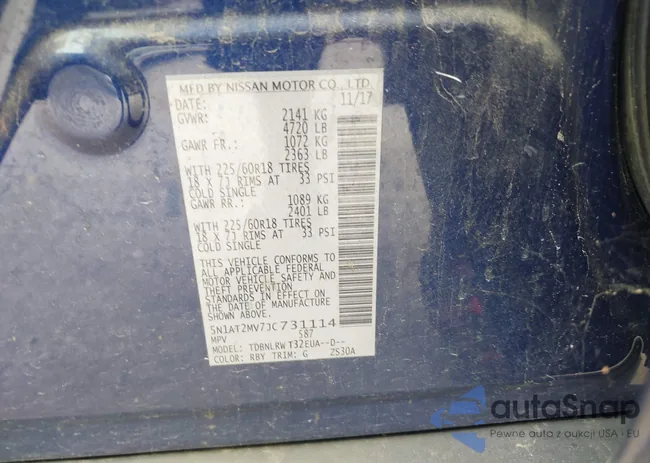 MFD BY NISSAN MOTOR CO., LTD.
DATE: 11/17
GVWR: 2141 KG
4720 LB
GAWR FR.: 1072 KG
2363 LB
WITH 225/60R18 TIRES
18 X 7J RIMS AT 33 PSI
COLD SINGLE
GAWR RR.: 1089 KG
2401 LB
WITH 225/60R18 TIRES
18 X 7J RIMS AT 33 PSI
COLD SINGLE
THIS VEHICLE CONFORMS TO
ALL APPLICABLE FEDERAL
MOTOR VEHICLE SAFETY AND
THEFT PREVENTION
STANDARDS IN EFFECT ON
THE DATE OF MANUFACTURE
SHOWN ABOVE.
5N1AT2MV7JC731114
MPV 587
MODEL: TDBNLRW T32EUA--D--
COLOR: RBY TRIM: G ZS30A
autoSnap
Pewne auta z aukcji USA i EU